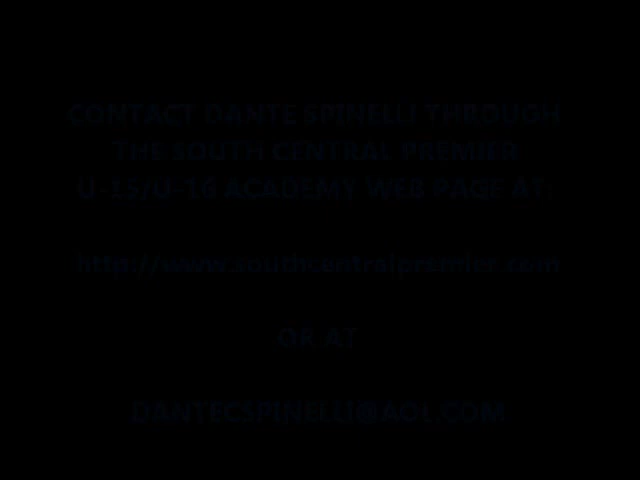 CONTACT DANTE SPINELLI THROUGH
THE SOUTH CENTRAL PREMIER
U-15/U-16 ACADEMY WEB PAGE AT:
http://www.southcentralpremier.com
OR AT
DANTECSPINELLI@AOL.COM